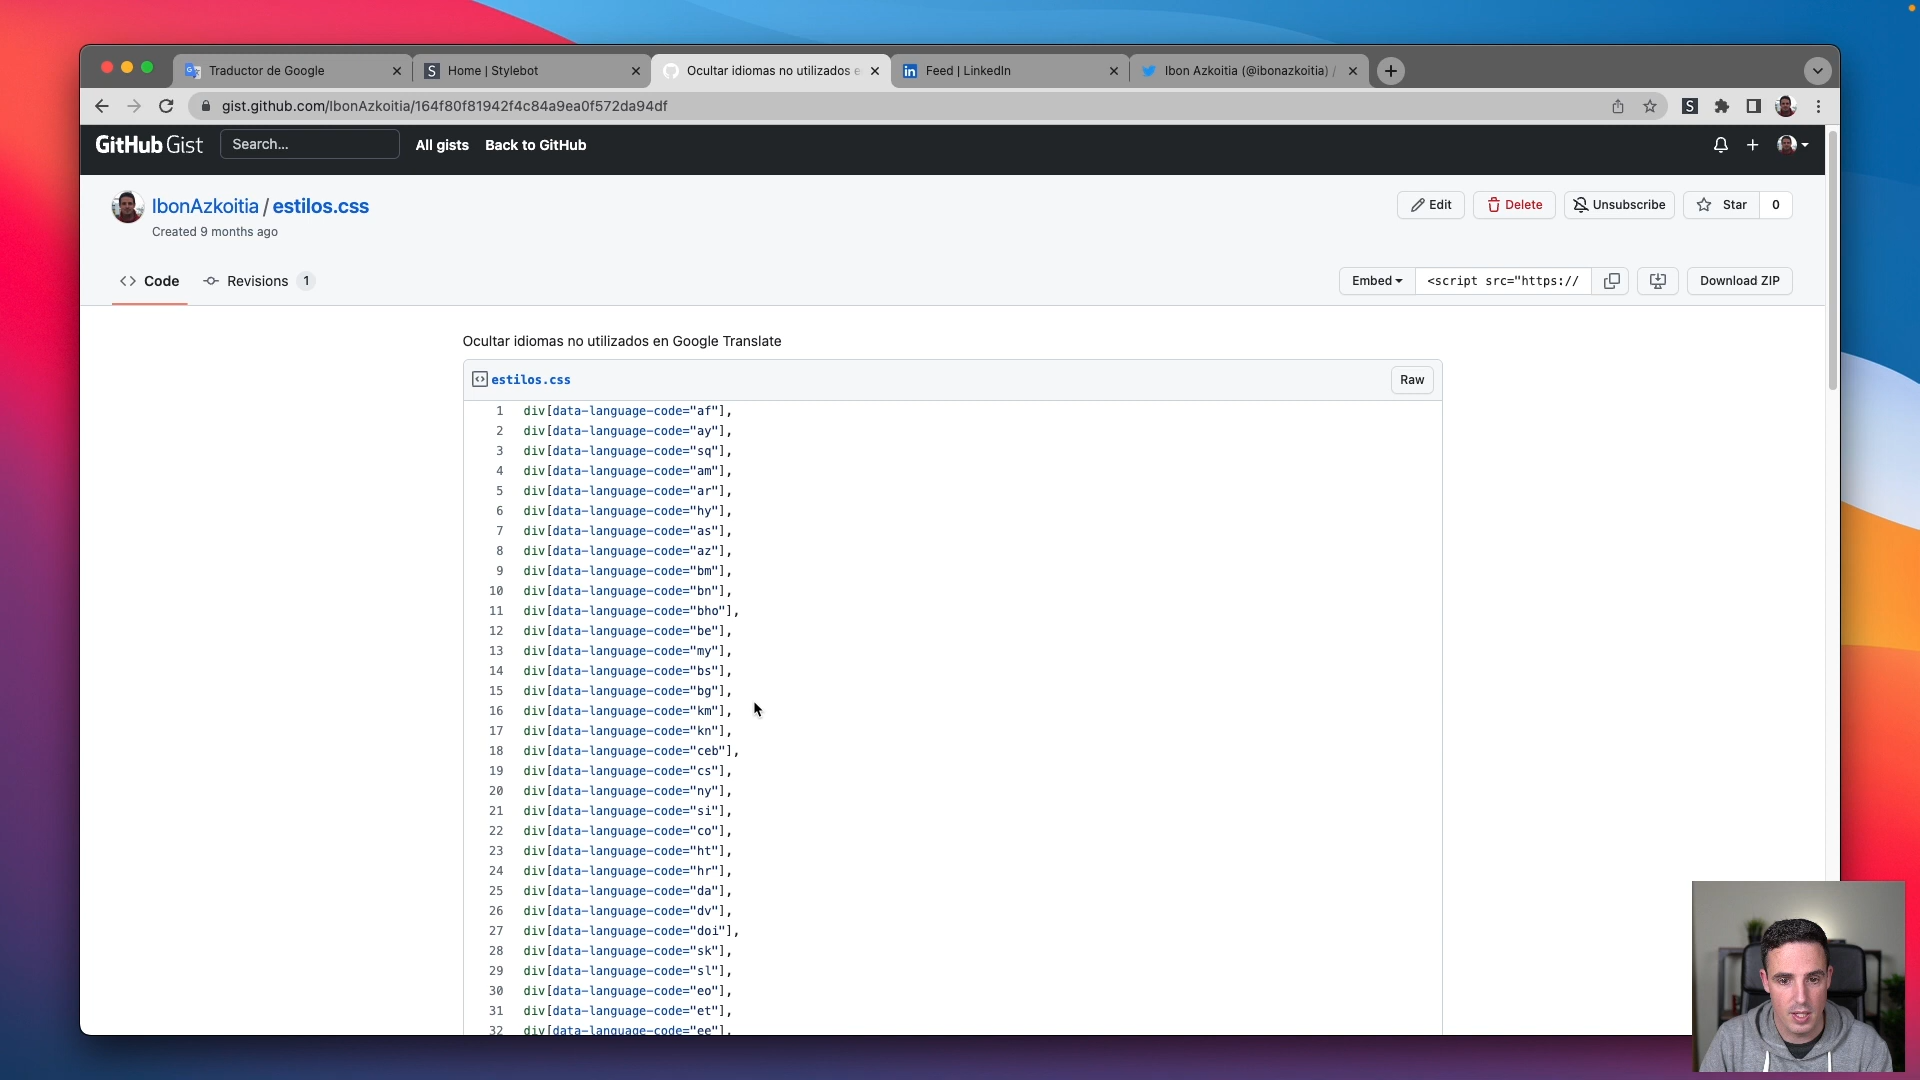 Traductor de Google
Home | Stylebot
Ocultar idiomas no utilizados e
Feed | LinkedIn
Ibon Azkoitia (@ibonazkoitia) /
gist.github.com/IbonAzkoitia/164f80f81942f4c84a9ea0f572da94df
GitHub Gist
Search...
All gists
Back to GitHub
IbonAzkoitia / estilos.css
Created 9 months ago
Edit
Delete
Unsubscribe
Star
0
Code
Revisions 1
Embed
<script src="https://
Download ZIP
Ocultar idiomas no utilizados en Google Translate
estilos.css
Raw
1 div[data-language-code="af"],
2 div[data-language-code="ay"],
3 div[data-language-code="sq"],
4 div[data-language-code="am"],
5 div[data-language-code="ar"],
6 div[data-language-code="hy"],
7 div[data-language-code="as"],
8 div[data-language-code="az"],
9 div[data-language-code="bm"],
10 div[data-language-code="bn"],
11 div[data-language-code="bho"],
12 div[data-language-code="be"],
13 div[data-language-code="my"],
14 div[data-language-code="bs"],
15 div[data-language-code="bg"],
16 div[data-language-code="km"],
17 div[data-language-code="kn"],
18 div[data-language-code="ceb"],
19 div[data-language-code="cs"],
20 div[data-language-code="ny"],
21 div[data-language-code="si"],
22 div[data-language-code="co"],
23 div[data-language-code="ht"],
24 div[data-language-code="hr"],
25 div[data-language-code="da"],
26 div[data-language-code="dv"],
27 div[data-language-code="doi"],
28 div[data-language-code="sk"],
29 div[data-language-code="sl"],
30 div[data-language-code="eo"],
31 div[data-language-code="et"],
32 div[data-language-code="ee"],